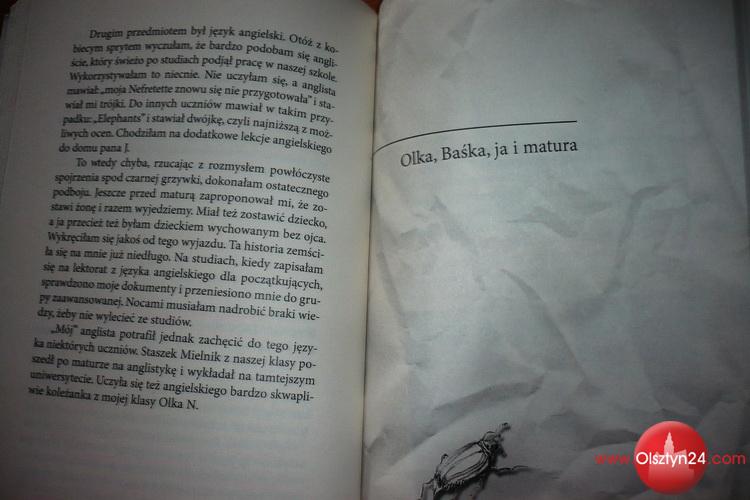 Drugim przedmiotem był język angielski. Otóż z ko-
biecym sprytem wyczułam, że bardzo podobam się angli-
ście, który świeżo po studiach podjął pracę w naszej szkole.
Wykorzystywałam to niecnie. Nie uczyłam się, a anglista
mawiał: „moja Nefretete znowu się nie przygotowała" i sta-
wiał mi trójki. Do innych uczniów mawiał w takim przy-
padku: „Elephants" i stawiał dwójkę, czyli najniższą z moż-
liwych ocen. Chodziłam na dodatkowe lekcje angielskiego
do domu pana J.
To wtedy chyba, rzucając z rozmysłem powłóczyste
spojrzenia spod czarnej grzywki, dokonałam ostatecznego
podboju. Jeszcze przed maturą zaproponował mi, że zo-
stawi żonę i razem wyjedziemy. Miał też zostawić dziecko,
a ja przecież też byłam dzieckiem wychowanym bez ojca.
Wykręciłam się jakoś od tego wyjazdu. Ta historia zemści-
ła się na mnie już niedługo. Na studiach, kiedy zapisałam
się na lektorat z języka angielskiego dla początkujących,
sprawdzono moje dokumenty i przeniesiono mnie do gru-
py zaawansowanej. Nocami musiałam nadrobić braki wie-
dzy, żeby nie wylecieć ze studiów.
„Mój" anglista potrafił jednak zachęcić do tego języ-
ka niektórych uczniów. Staszek Mielnik z naszej klasy po-
szedł po maturze na anglistykę i wykładał na tamtejszym
uniwersytecie. Uczyła się też angielskiego bardzo skwapli-
wie koleżanka z mojej klasy Olka N.
Olka, Baśka, ja i matura
www.Olsztyn24.com